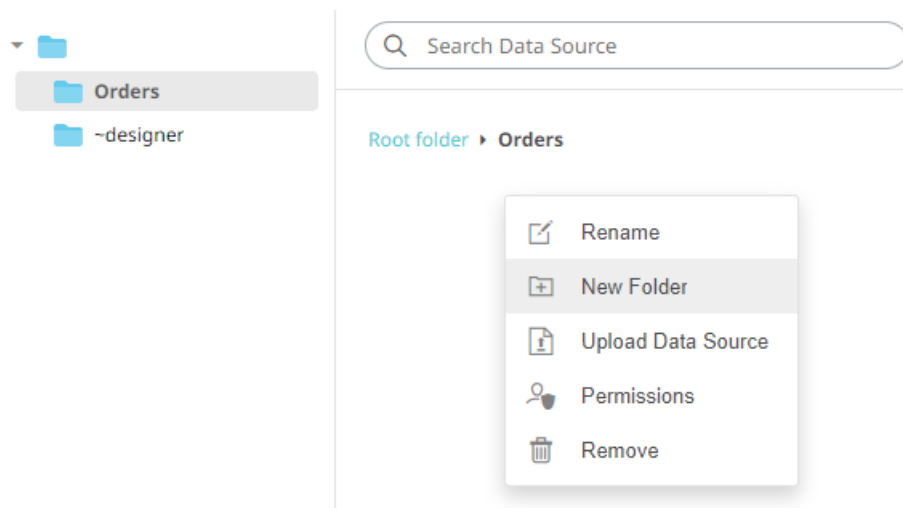 Orders
~designer
Search Data Source
Root folder ▸ Orders
Rename
New Folder
Upload Data Source
Permissions
Remove